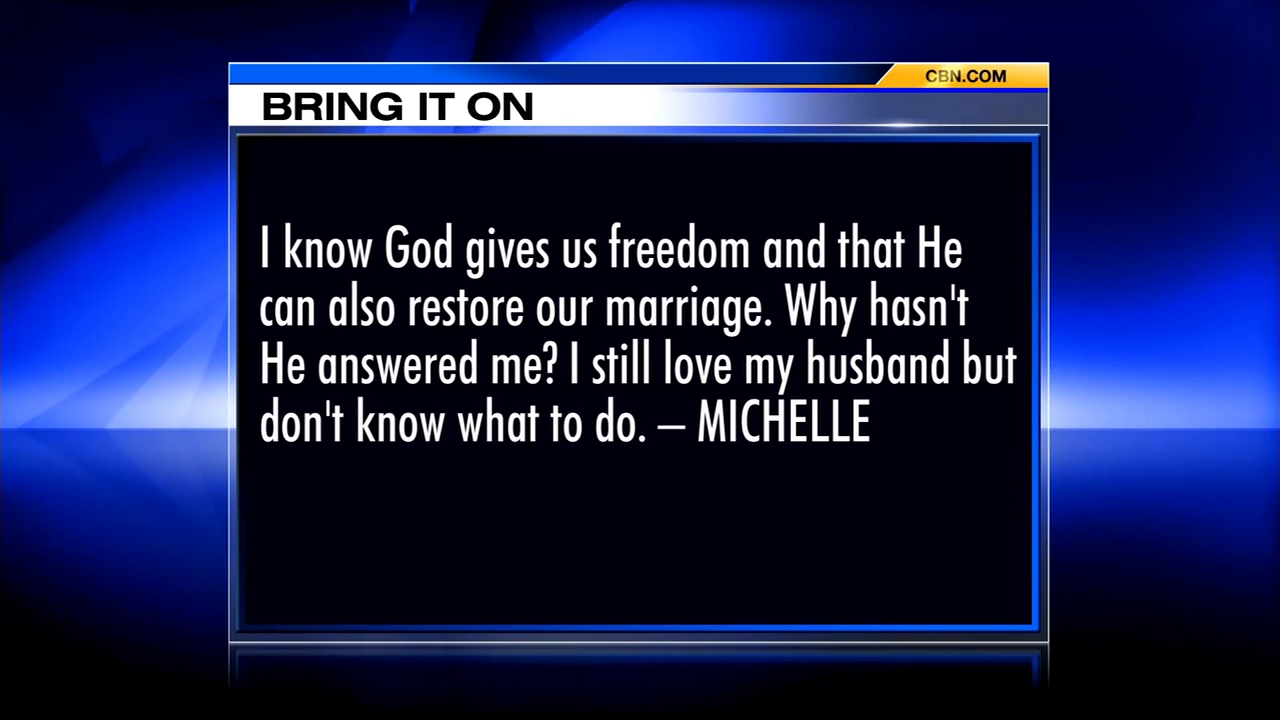 CBN.COM
BRING IT ON
I know God gives us freedom and that He
can also restore our marriage. Why hasn't
He answered me? I still love my husband but
don't know what to do. – MICHELLE